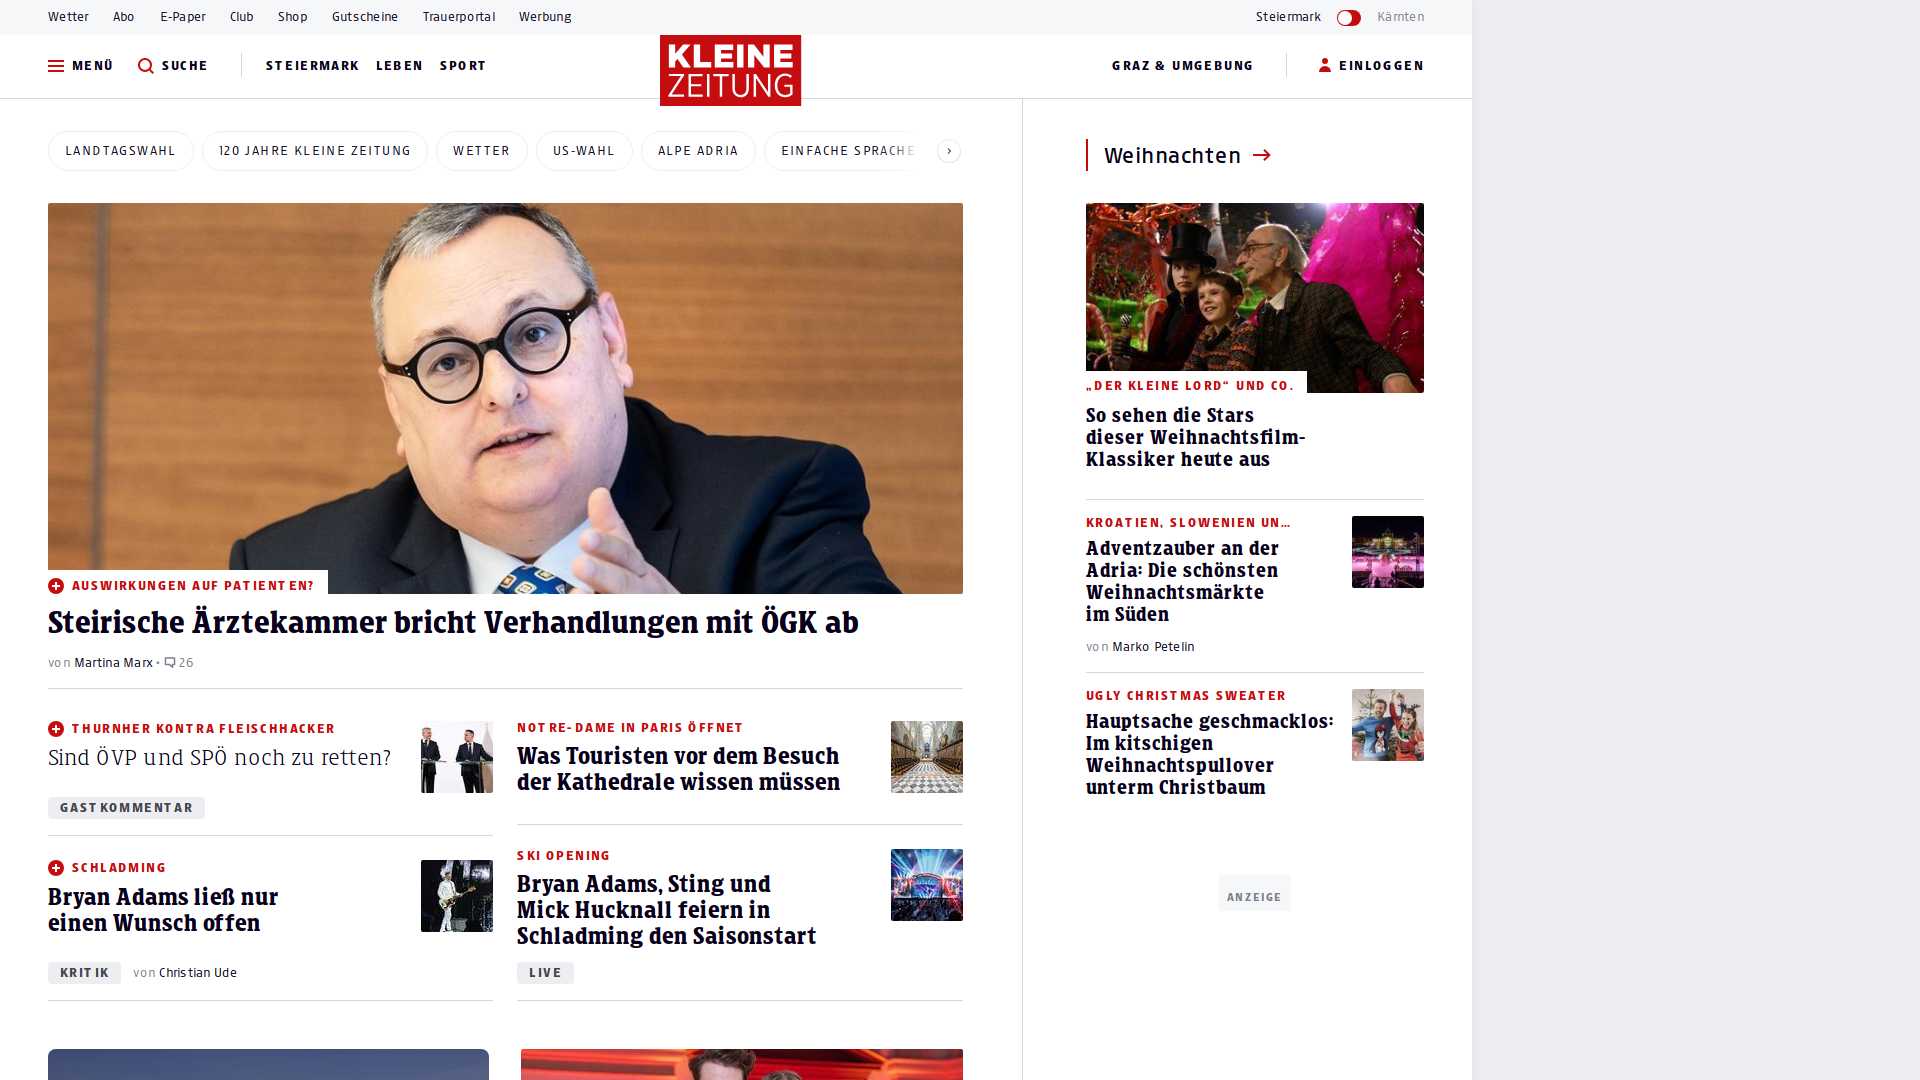 Wetter Abo E-Paper Club Shop Gutscheine Trauerportal Werbung
Steiermark Kärnten
MENÜ SUCHE STEIERMARK LEBEN SPORT
KLEINE
ZEITUNG
GRAZ & UMGEBUNG EINLOGGEN
LANDTAGSWAHL 120 JAHRE KLEINE ZEITUNG WETTER US-WAHL ALPE ADRIA EINFACHE SPRACHE
AUSWIRKUNGEN AUF PATIENTEN?
Steirische Ärztekammer bricht Verhandlungen mit ÖGK ab
von Martina Marx • 26
THURNHER KONTRA FLEISCHHACKER
Sind ÖVP und SPÖ noch zu retten?
GASTKOMMENTAR
NOTRE-DAME IN PARIS ÖFFNET
Was Touristen vor dem Besuch
der Kathedrale wissen müssen
SCHLADMING
Bryan Adams ließ nur
einen Wunsch offen
KRITIK von Christian Ude
SKI OPENING
Bryan Adams, Sting und
Mick Hucknall feiern in
Schladming den Saisonstart
LIVE
Weihnachten
„DER KLEINE LORD“ UND CO.
So sehen die Stars
dieser Weihnachtsfilm-
Klassiker heute aus
KROATIEN, SLOWENIEN UN...
Adventzauber an der
Adria: Die schönsten
Weihnachtsmärkte
im Süden
von Marko Petelin
UGLY CHRISTMAS SWEATER
Hauptsache geschmacklos:
Im kitschigen
Weihnachtspullover
unterm Christbaum
ANZEIGE